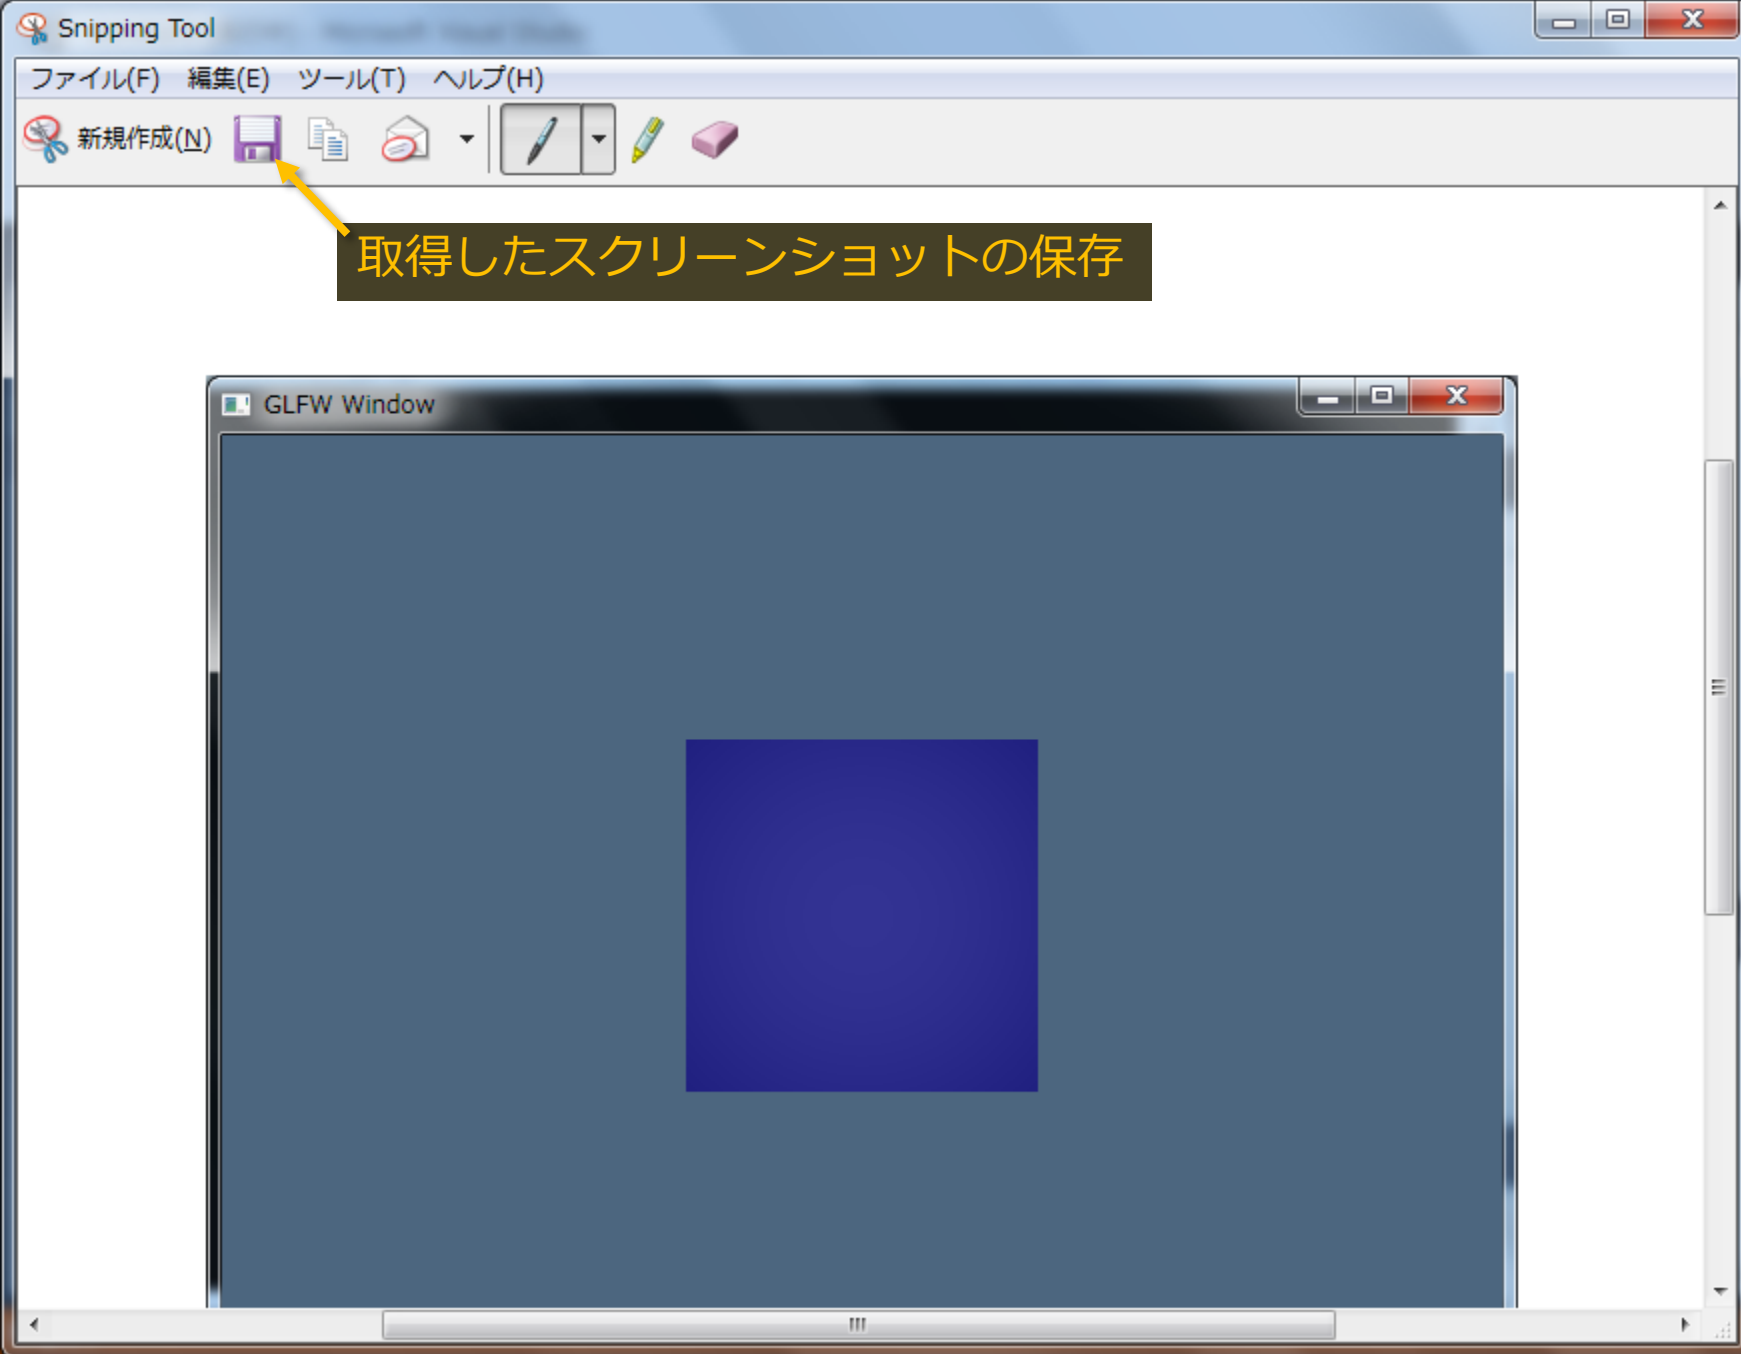 Snipping Tool
ファイル(F) 編集(E) ツール(T) ヘルプ(H)
新規作成(N)
取得したスクリーンショットの保存
GLFW Window